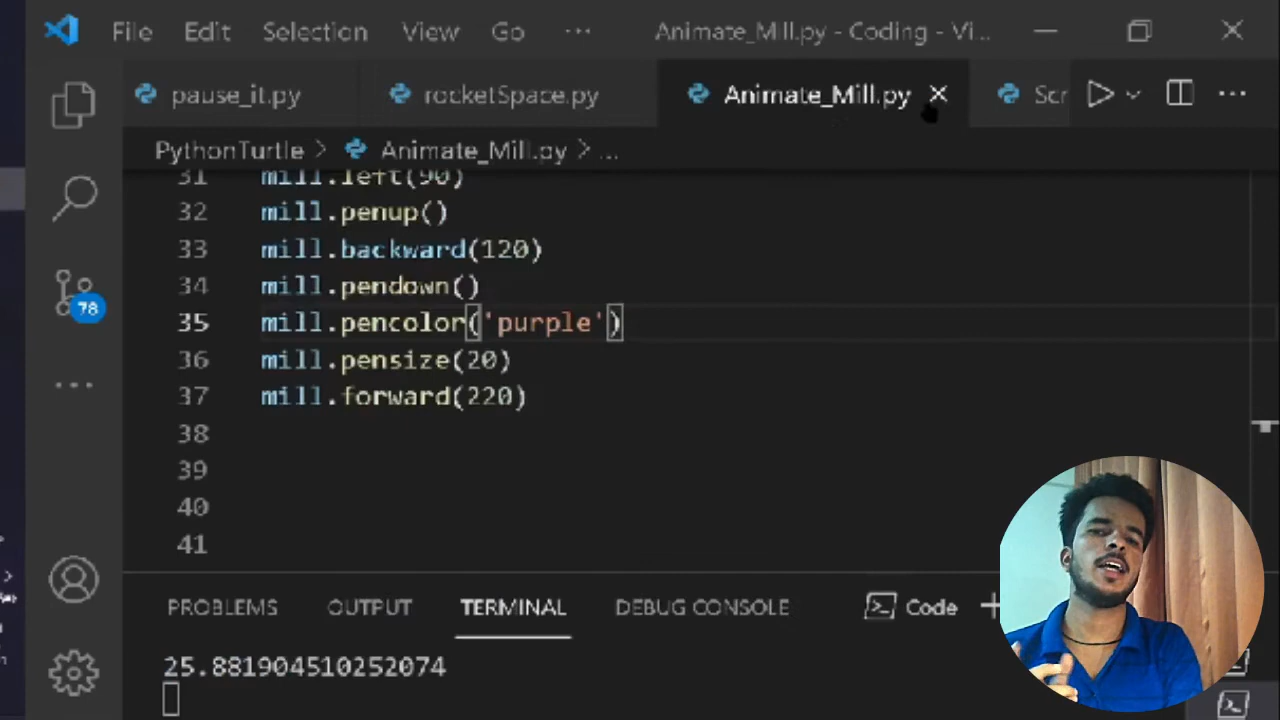 File Edit Selection View Go ... Animate_Mill.py - Coding - Vi...
pause_it.py rocketSpace.py Animate_Mill.py Scr
PythonTurtle > Animate_Mill.py > ...
31 mill.left(90)
32 mill.penup()
33 mill.backward(120)
34 mill.pendown()
35 mill.pencolor('purple')
36 mill.pensize(20)
37 mill.forward(220)
38
39
40
41
78
PROBLEMS OUTPUT TERMINAL DEBUG CONSOLE Code
25.881904510252074